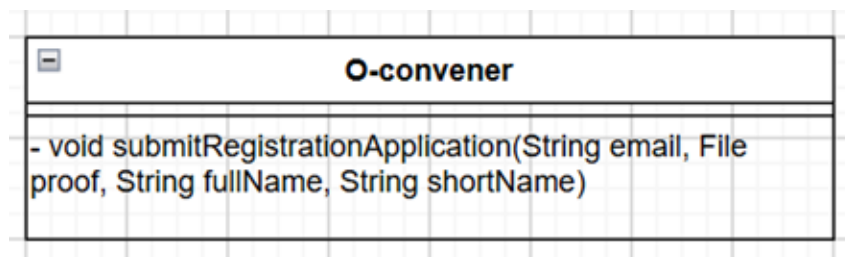 O-convener
- void submitRegistrationApplication(String email, File
proof, String fullName, String shortName)